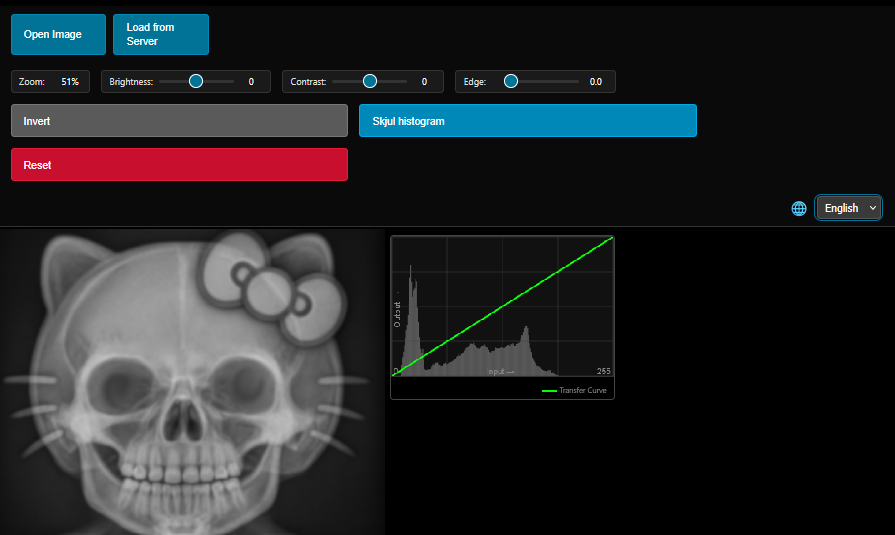 Open Image
Load from
Server
Zoom: 51%
Brightness: 0
Contrast: 0
Edge: 0.0
Invert
Skjul histogram
Reset
English
Output
0
Input
255
Transfer Curve